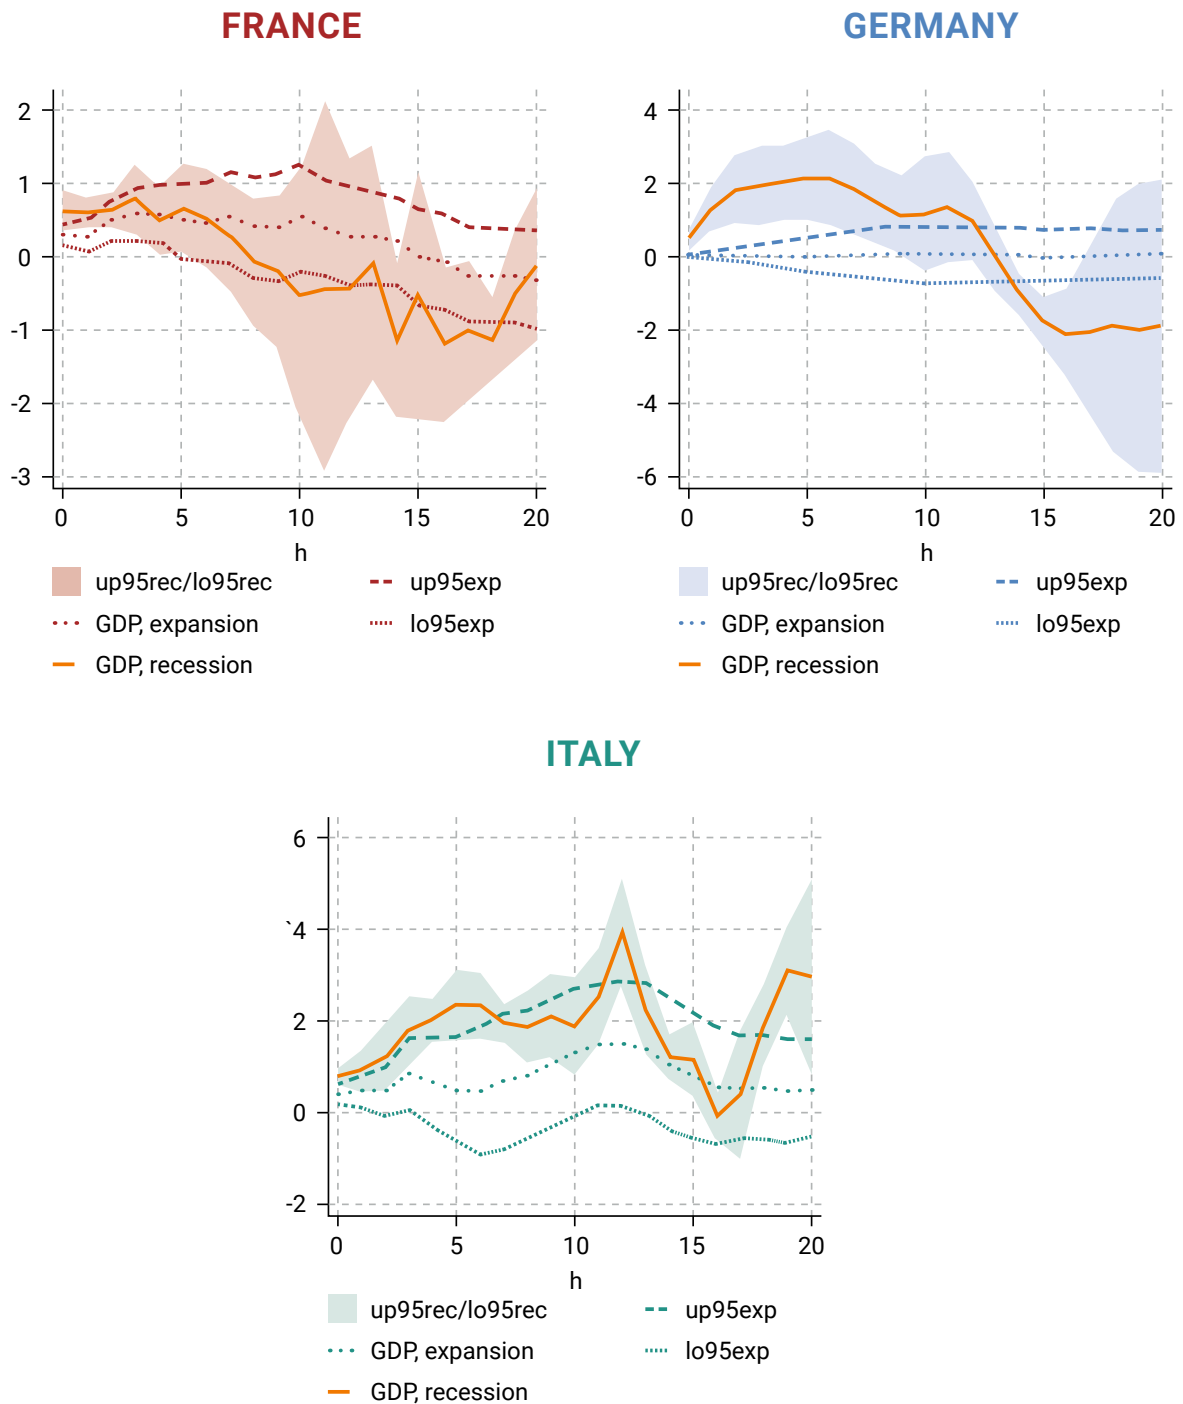 FRANCE
GERMANY
2
1
0
-1
-2
-3
0 5 10 15 20
h
up95rec/lo95rec
up95exp
GDP, expansion
lo95exp
GDP, recession
4
2
0
-2
-4
-6
0 5 10 15 20
h
up95rec/lo95rec
up95exp
GDP, expansion
lo95exp
GDP, recession
ITALY
6
`4
2
0
-2
0 5 10 15 20
h
up95rec/lo95rec
up95exp
GDP, expansion
lo95exp
GDP, recession